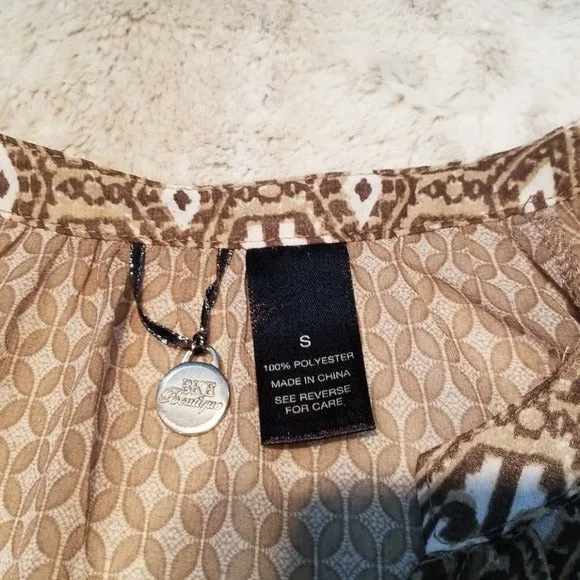 BKE
Boutique
S
100% POLYESTER
MADE IN CHINA
SEE REVERSE
FOR CARE